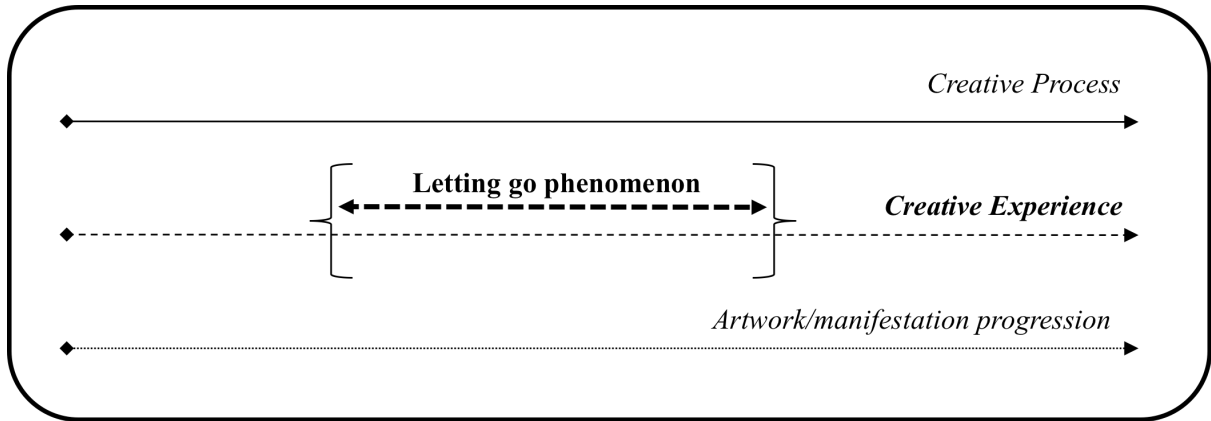 Creative Process
Letting go phenomenon
Creative Experience
Artwork/manifestation progression